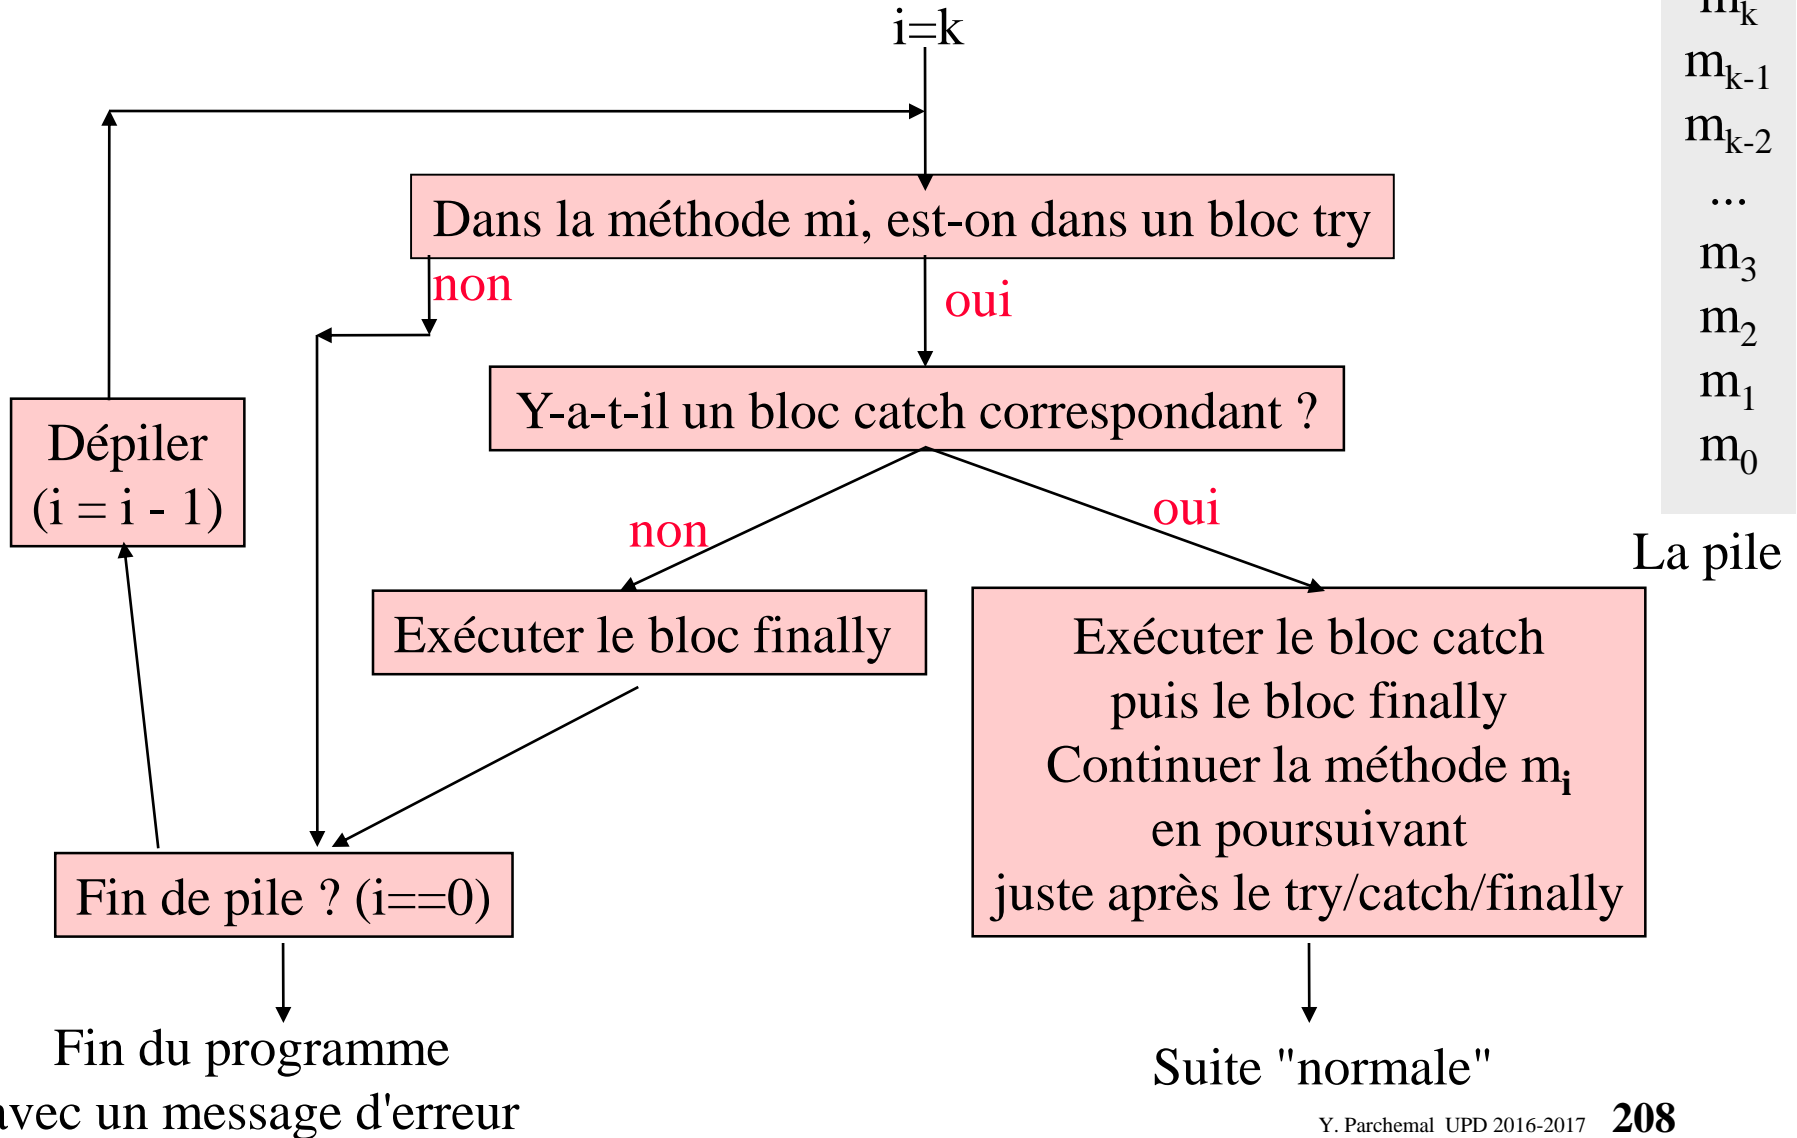 i=k
Dans la méthode mi, est-on dans un bloc try
non
oui
Y-a-t-il un bloc catch correspondant ?
Dépiler
(i = i - 1)
non
oui
Exécuter le bloc finally
Exécuter le bloc catch
puis le bloc finally
Continuer la méthode mi
en poursuivant
juste après le try/catch/finally
Fin de pile ? (i==0)
Fin du programme
avec un message d'erreur
Suite "normale"
mk
mk-1
mk-2
...
m3
m2
m1
m0
La pile
Y. Parchemal UPD 2016-2017 208